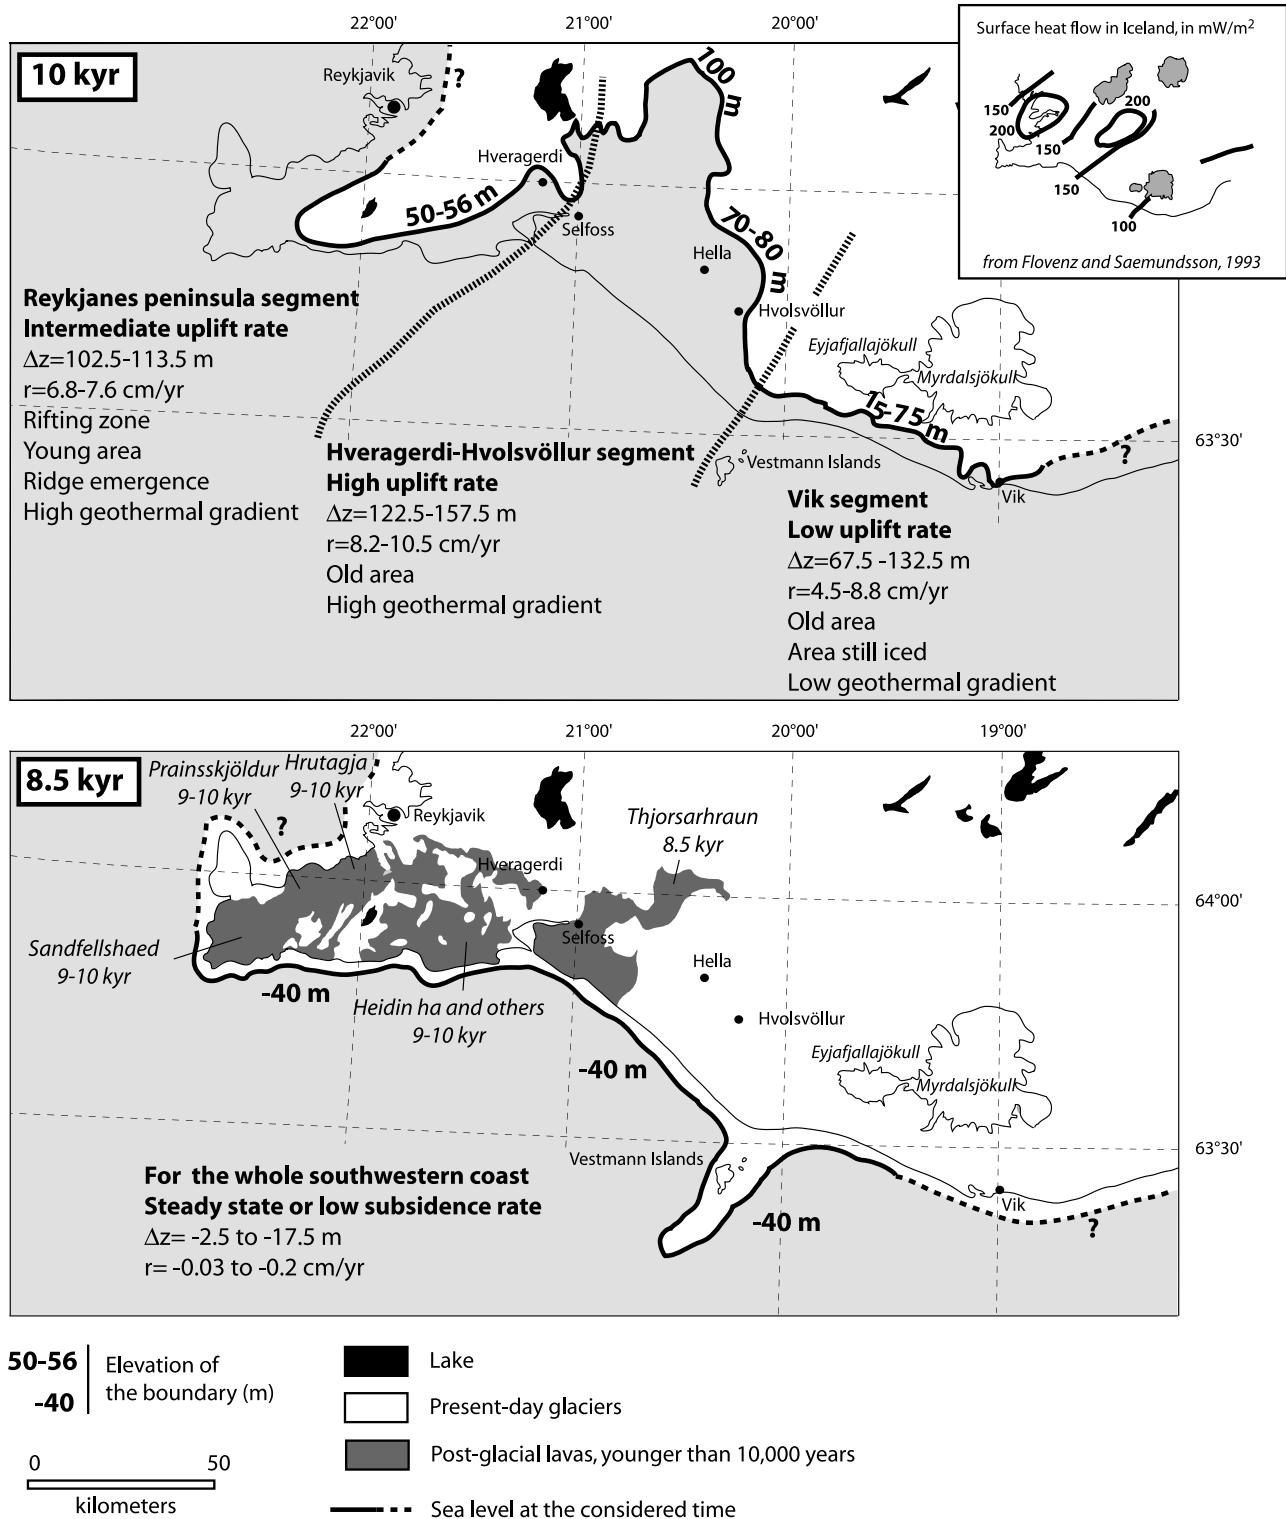 22°00'
21°00'
20°00'
10 kyr
Reykjavik
?
100 m
Hveragerdi
50-56 m
Selfoss
70-80 m
Hella
Hvolsvöllur
Eyjafjallajökull
Myrdalsjökull
15-75 m
?
63°30'
Vestmann Islands
Vik
Surface heat flow in Iceland, in mW/m²
150
200
200
150
150
100
from Flovenz and Saemundsson, 1993
Reykjanes peninsula segment
Intermediate uplift rate
Δz=102.5-113.5 m
r=6.8-7.6 cm/yr
Rifting zone
Young area
Ridge emergence
High geothermal gradient
Hveragerdi-Hvolsvöllur segment
High uplift rate
Δz=122.5-157.5 m
r=8.2-10.5 cm/yr
Old area
High geothermal gradient
Vik segment
Low uplift rate
Δz=67.5 -132.5 m
r=4.5-8.8 cm/yr
Old area
Area still iced
Low geothermal gradient
22°00'
21°00'
20°00'
19°00'
8.5 kyr
Prainsskjöldur
9-10 kyr
Hrutagja
9-10 kyr
?
Reykjavik
Thjorsarhraun
8.5 kyr
Hveragerdi
64°00'
Selfoss
Sandfellshaed
9-10 kyr
Hella
-40 m
Heidin ha and others
9-10 kyr
Hvolsvöllur
Eyjafjallajökull
-40 m
Myrdalsjökull
63°30'
Vestmann Islands
Vik
-40 m
?
For the whole southwestern coast
Steady state or low subsidence rate
Δz= -2.5 to -17.5 m
r= -0.03 to -0.2 cm/yr
50-56
-40
Elevation of
the boundary (m)
0 50
kilometers
Lake
Present-day glaciers
Post-glacial lavas, younger than 10,000 years
Sea level at the considered time